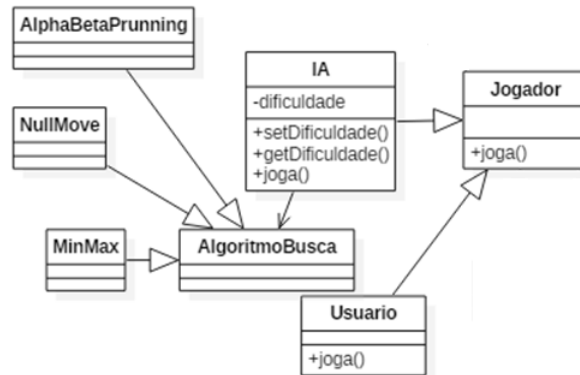 AlphaBetaPrunning
IA
-dificuldade
+setDificuldade()
+getDificuldade()
+joga()
Jogador
+joga()
NullMove
MinMax
AlgoritmoBusca
Usuario
+joga()